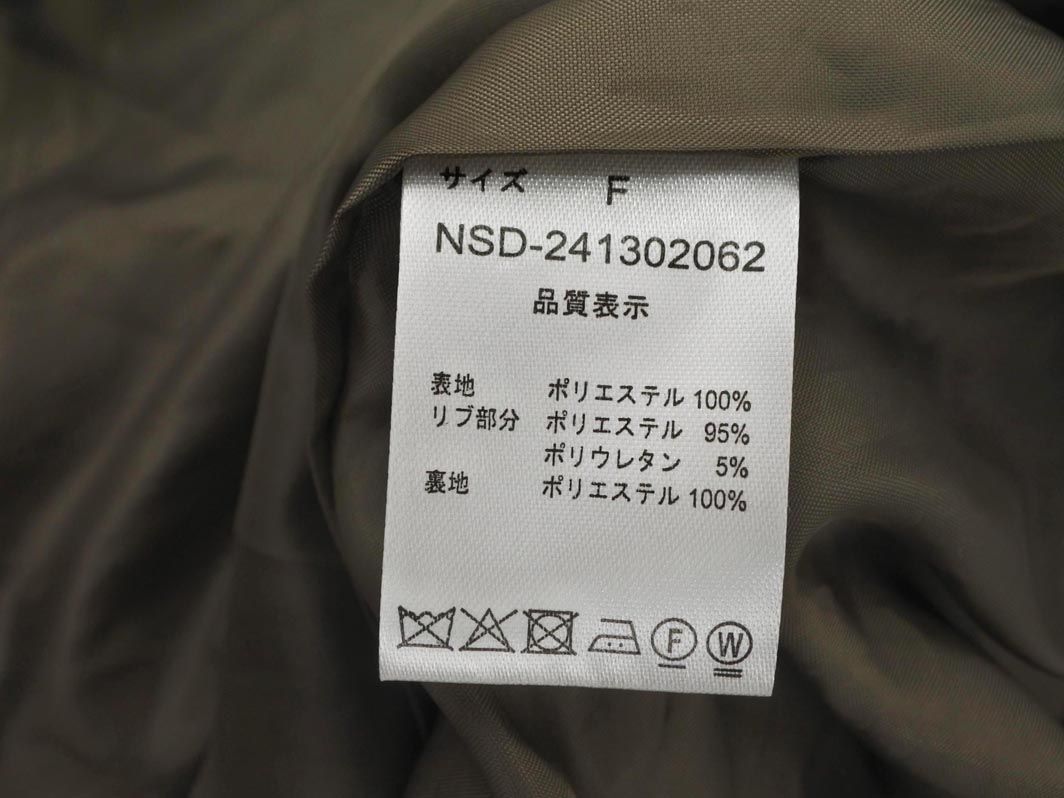 サイズ F
NSD-241302062
品質表示
表地 ポリエステル 100%
リブ部分 ポリエステル 95%
ポリウレタン 5%
裏地 ポリエステル 100%
F W